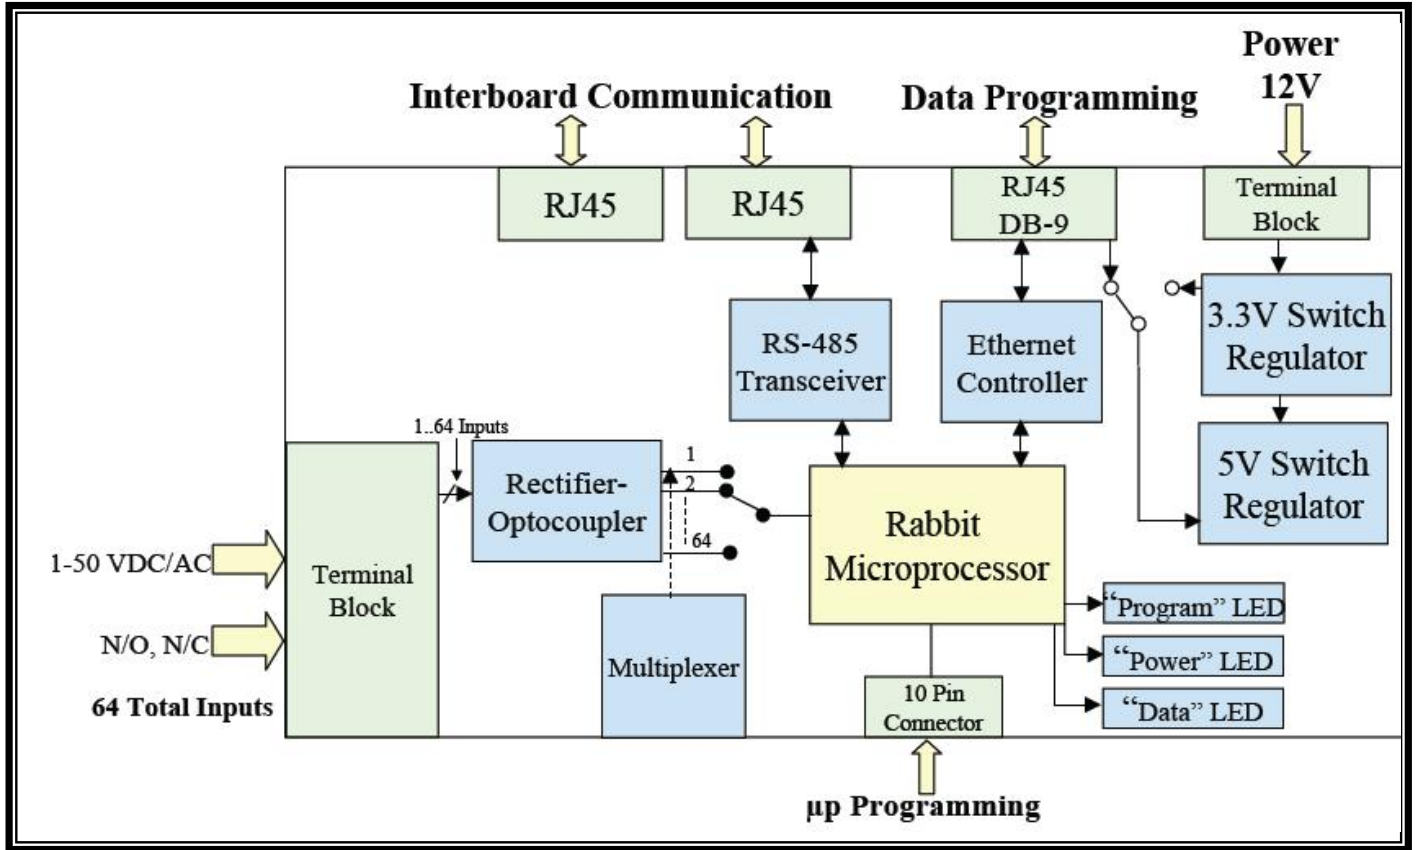 Power
12V
Interboard Communication
Data Programming
RJ45
RJ45
RJ45
DB-9
Terminal
Block
RS-485
Transceiver
Ethernet
Controller
3.3V Switch
Regulator
5V Switch
Regulator
1..64 Inputs
Rectifier-
Optocoupler
1
2
64
Rabbit
Microprocessor
1-50 VDC/AC
N/O, N/C
64 Total Inputs
Terminal
Block
Multiplexer
10 Pin
Connector
“Program” LED
“Power” LED
“Data” LED
µp Programming